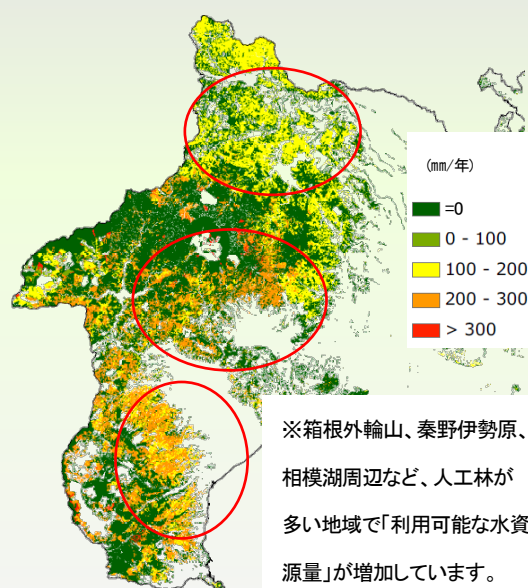 (mm/年)
=0
0 - 100
100 - 200
200 - 300
> 300
※箱根外輪山、秦野伊勢原、
相模湖周辺など、人工林が
多い地域で「利用可能な水資
源量」が増加しています。